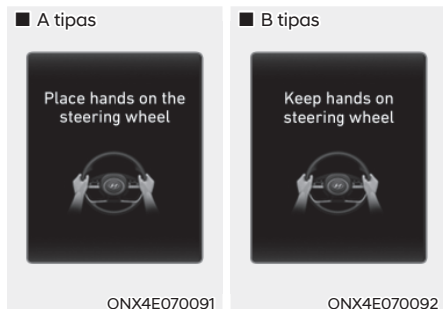 ■ A tipas
Place hands on the
steering wheel
ONX4E070091
■ B tipas
Keep hands on
steering wheel
ONX4E070092